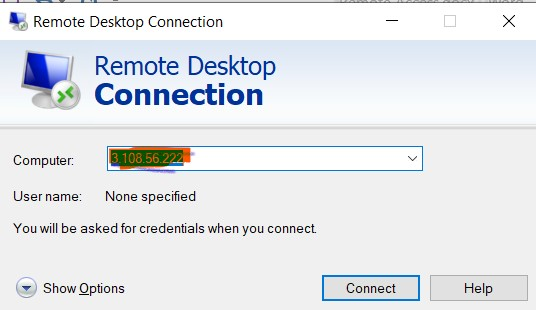 Remote Desktop Connection
Remote Desktop
Connection
Computer: 3.108.56.222
User name: None specified
You will be asked for credentials when you connect.
Show Options Connect Help